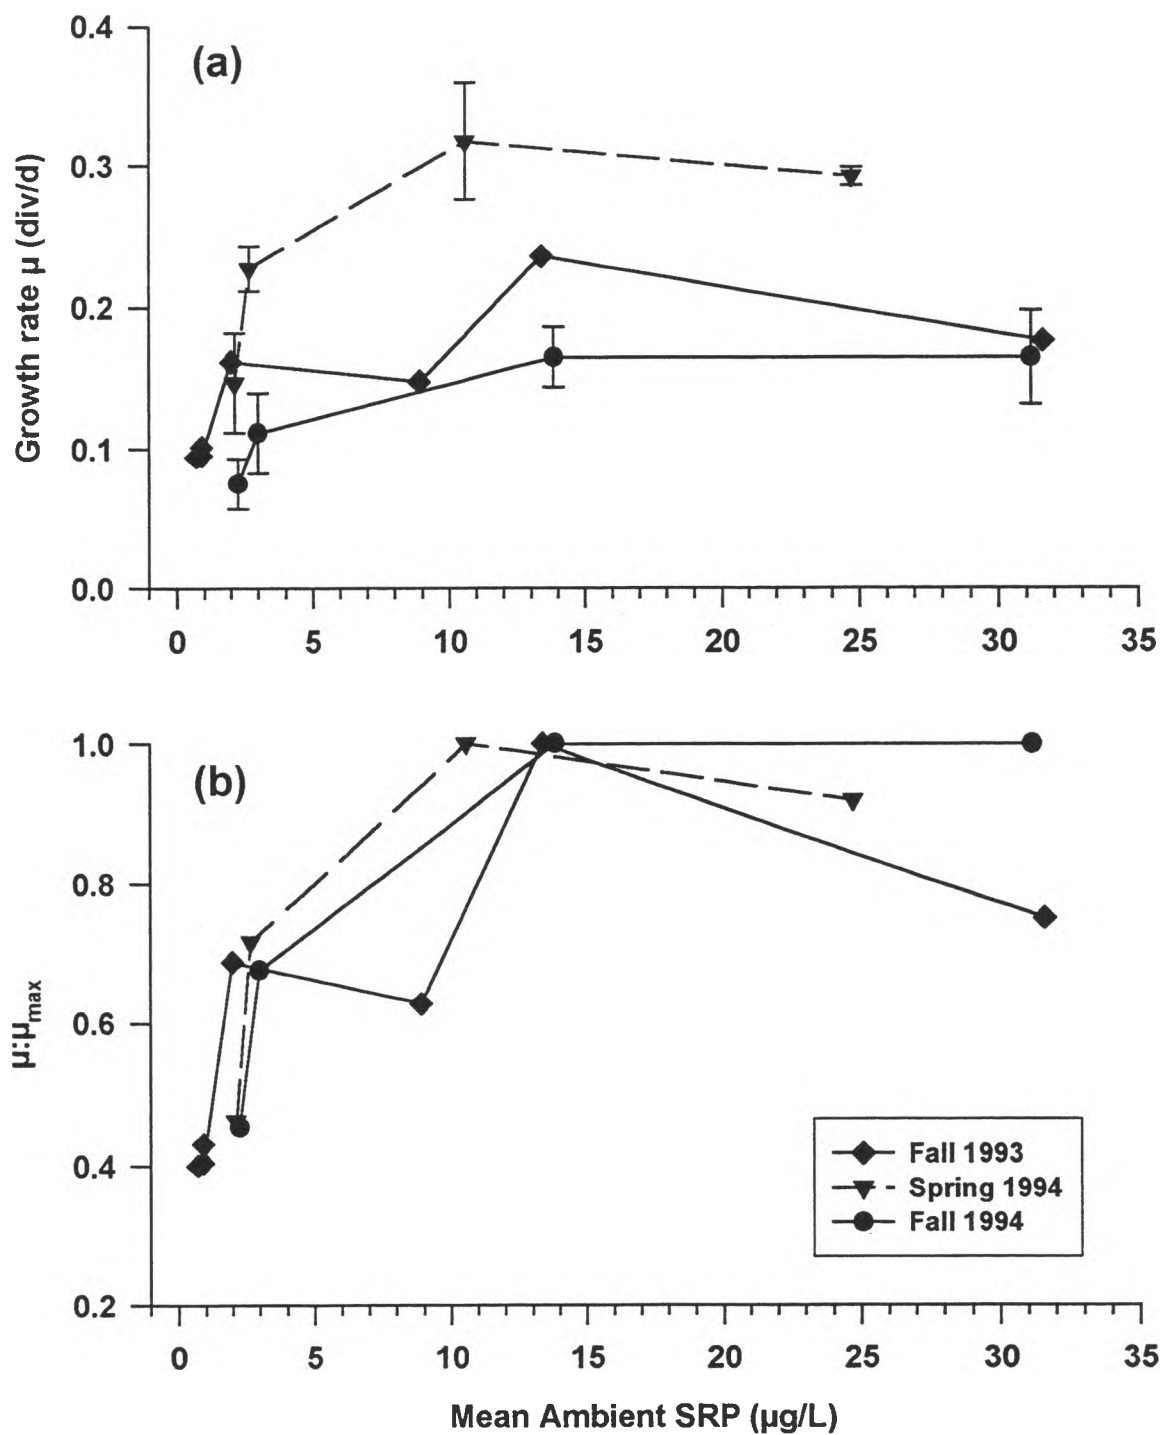 (a)
Growth rate µ (div/d)
0.4
0.3
0.2
0.1
0.0
0 5 10 15 20 25 30 35
(b)
µ:µmax
1.0
0.8
0.6
0.4
0.2
Fall 1993
Spring 1994
Fall 1994
0 5 10 15 20 25 30 35
Mean Ambient SRP (µg/L)